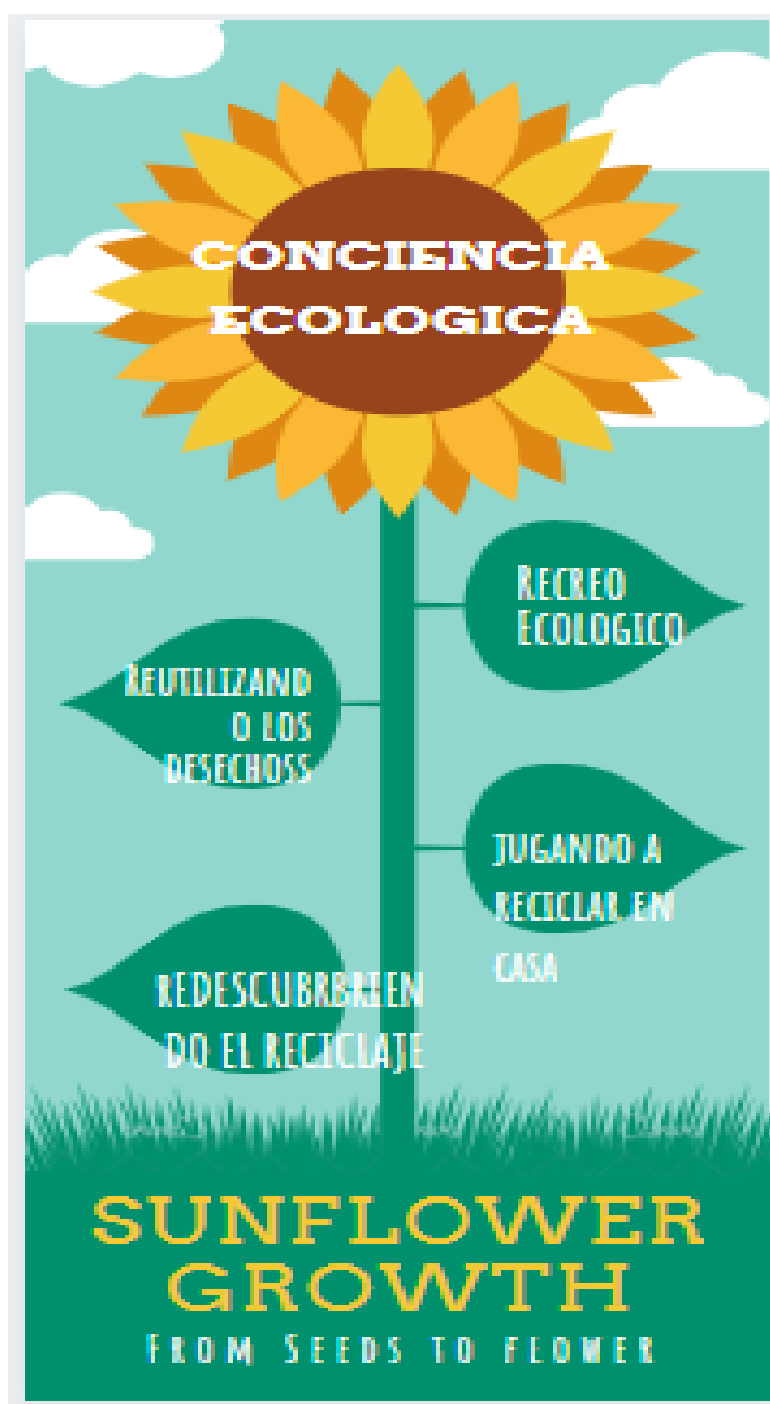 CONCIENCIA
ECOLOGICA
RECREO
ECOLOGICO
REUTILIZAND
O LOS
DESECHOSS
JUGANDO A
RECICLAR EN
CASA
REDESCUBRBREEN
DO EL RECICLAJE
SUNFLOWER
GROWTH
FROM SEEDS TO FLOWER